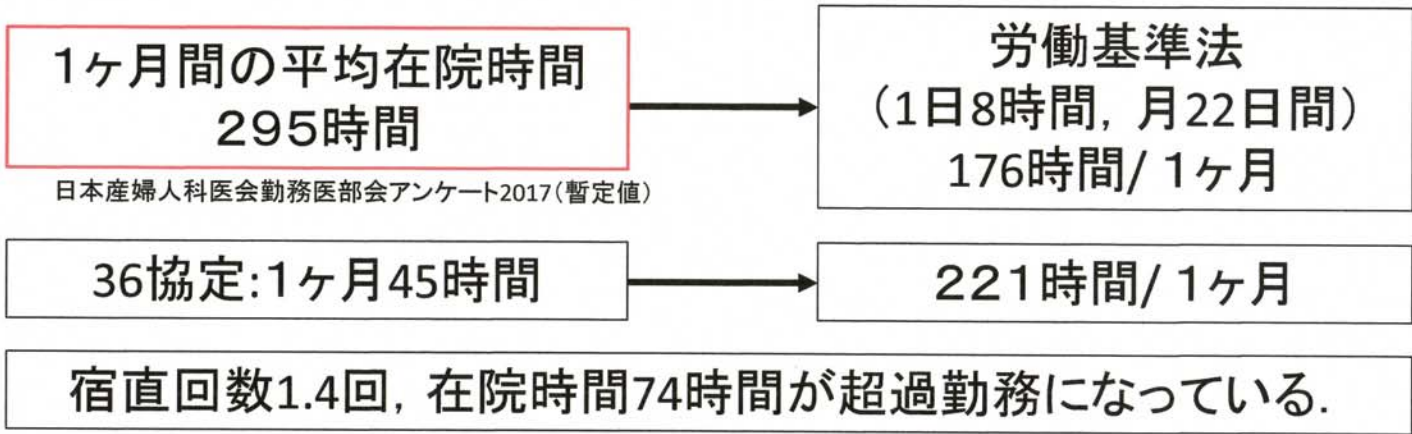 1ヶ月間の平均在院時間
295時間
労働基準法
(1日8時間, 月22日間)
176時間/ 1ヶ月
日本産婦人科医会勤務医部会アンケート2017(暫定値)
36協定:1ヶ月45時間
221時間/ 1ヶ月
宿直回数1.4回, 在院時間74時間が超過勤務になっている.